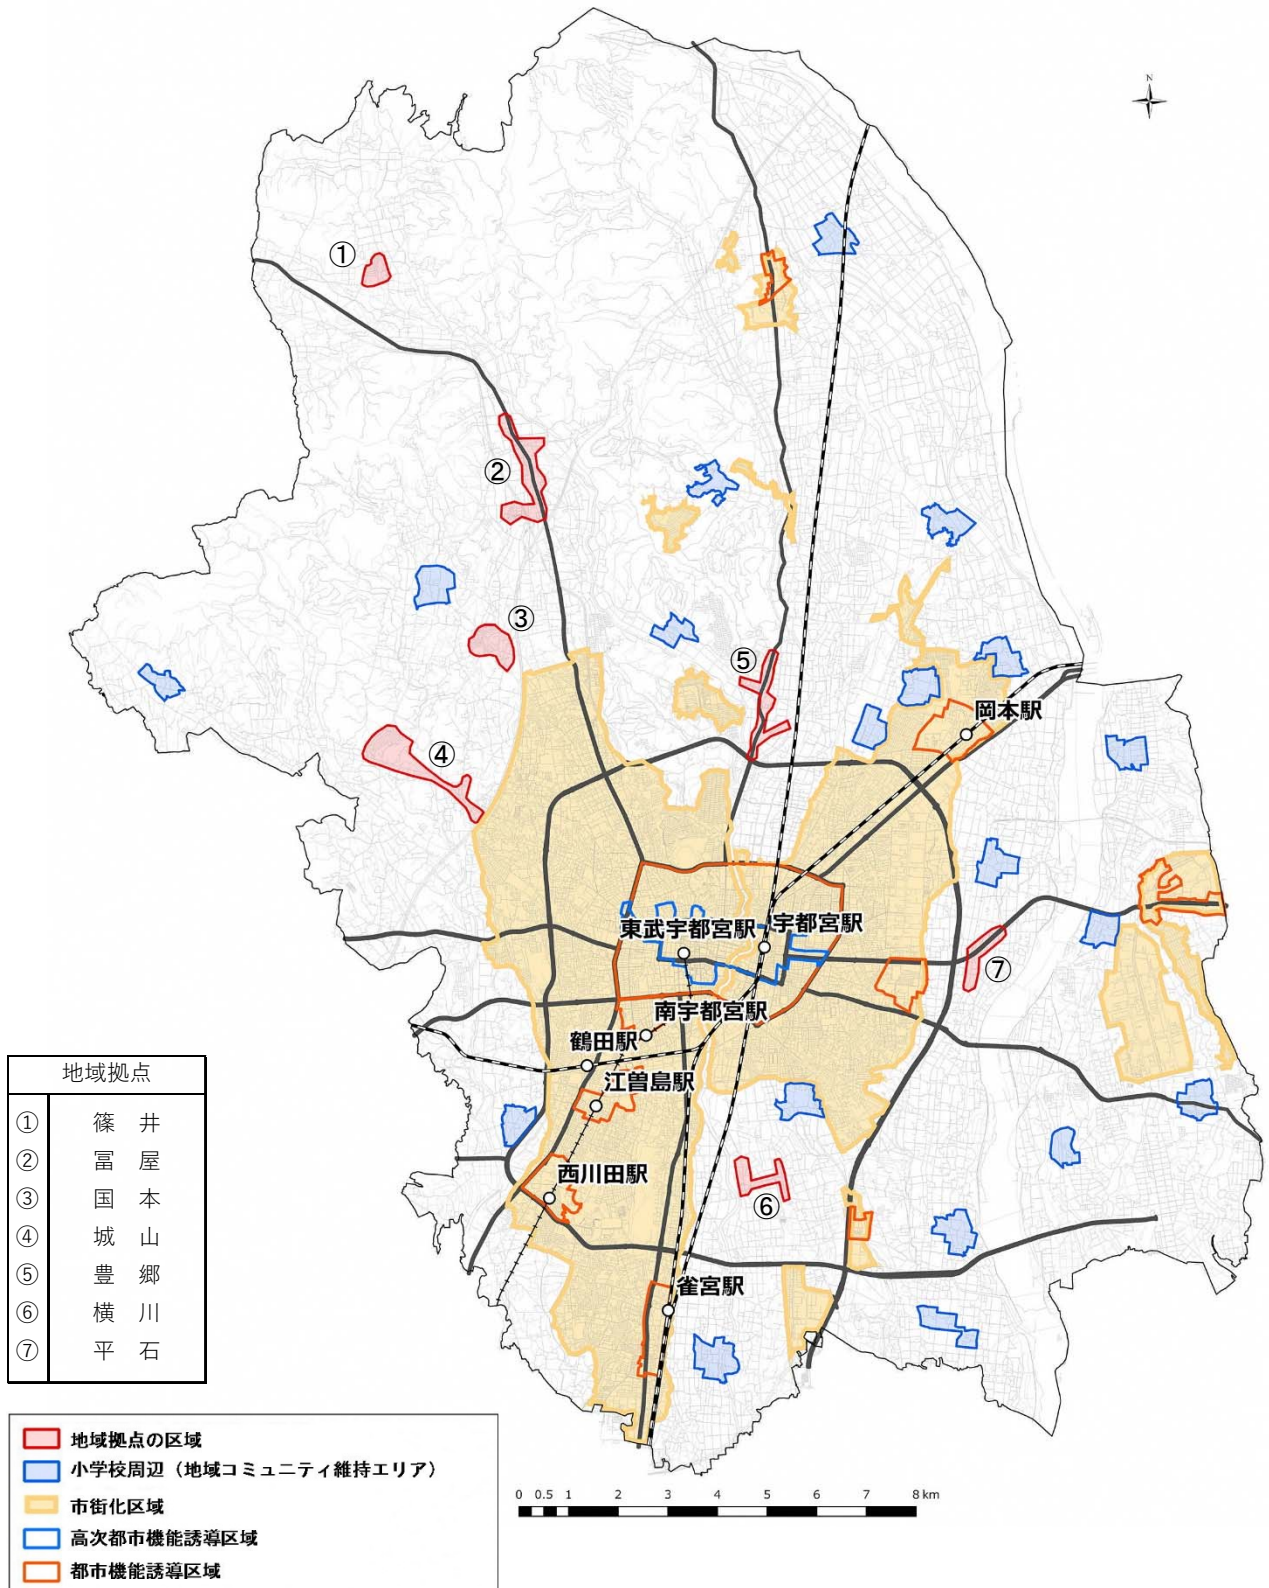 N
①
②
③
④
⑤
岡本駅
東武宇都宮駅
宇都宮駅
⑦
南宇都宮駅
鶴田駅
江曽島駅
西川田駅
⑥
雀宮駅
地域拠点
① 篠 井
② 冨 屋
③ 国 本
④ 城 山
⑤ 豊 郷
⑥ 横 川
⑦ 平 石
地域拠点の区域
小学校周辺（地域コミュニティ維持エリア）
市街化区域
高次都市機能誘導区域
都市機能誘導区域
0 0.5 1 2 3 4 5 6 7 8 km